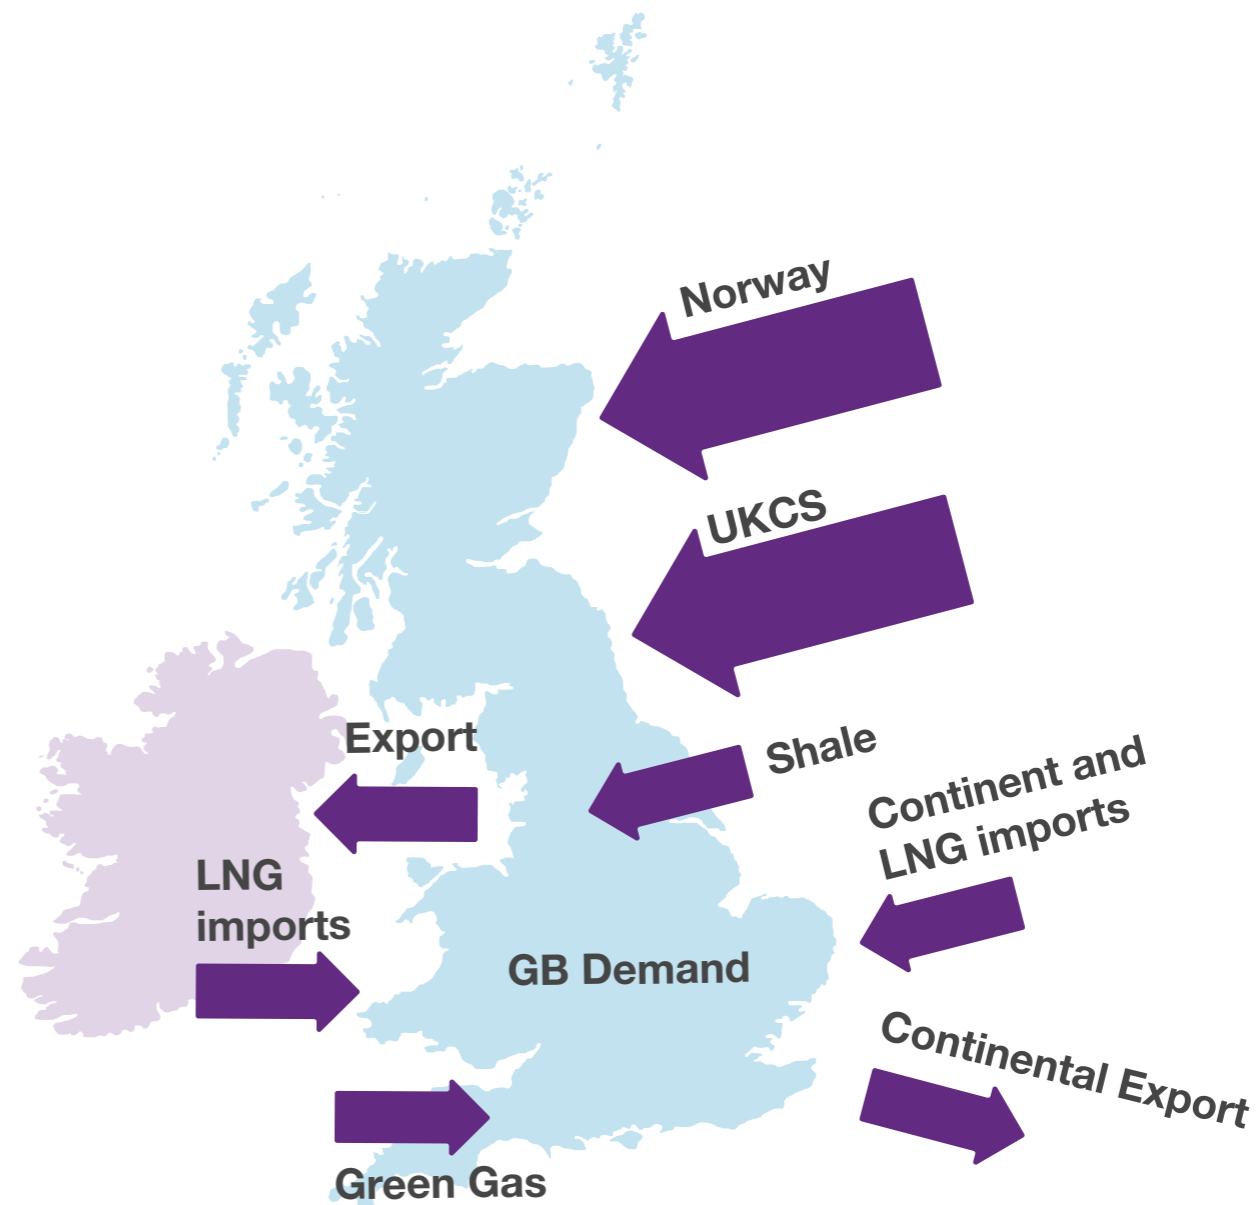 Norway
UKCS
Export
Shale
Continent and
LNG imports
LNG
imports
GB Demand
Continental Export
Green Gas